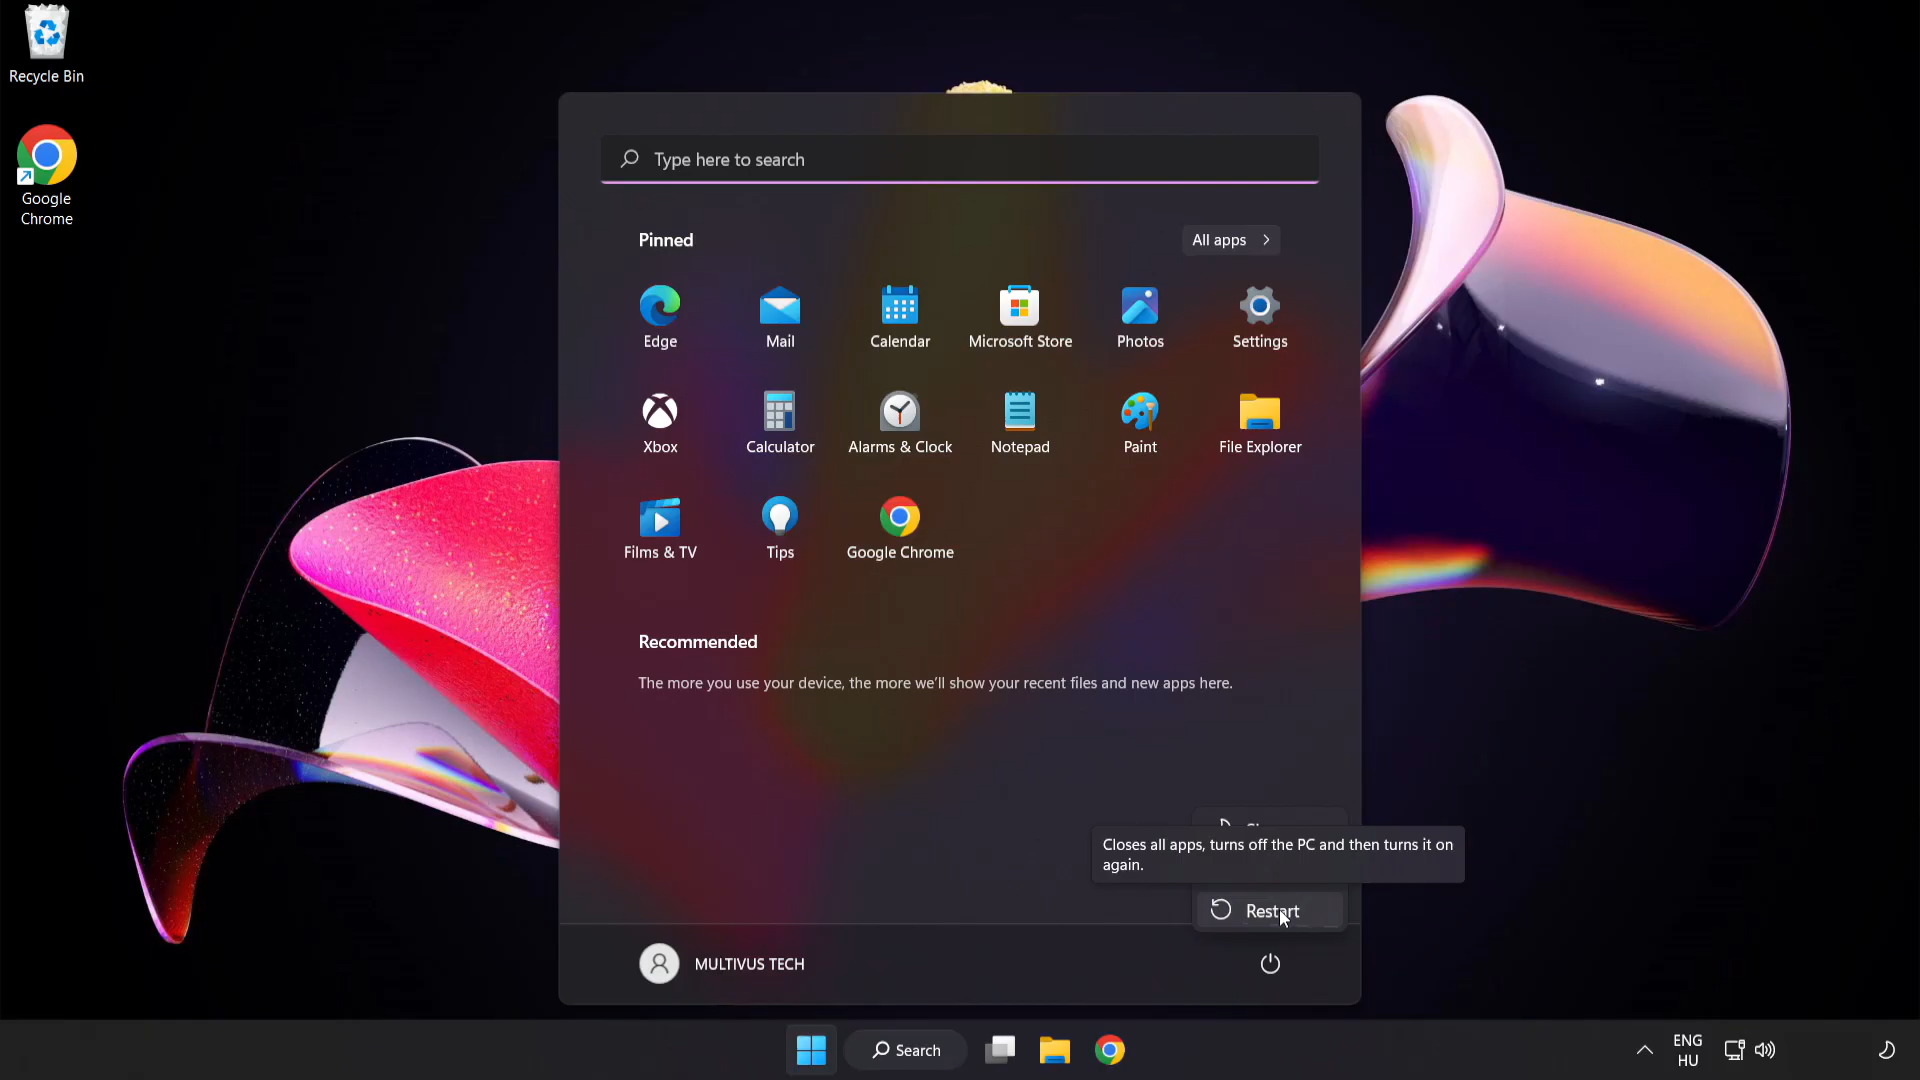 Recycle Bin
Google
Chrome
Type here to search
Pinned
All apps
Edge
Mail
Calendar
Microsoft Store
Photos
Settings
Xbox
Calculator
Alarms & Clock
Notepad
Paint
File Explorer
Films & TV
Tips
Google Chrome
Recommended
The more you use your device, the more we'll show your recent files and new apps here.
Closes all apps, turns off the PC and then turns it on
again.
Restart
MULTIVUS TECH
Search
ENG
HU